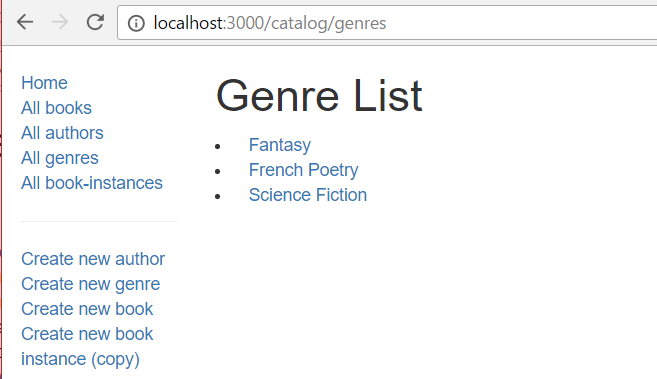 localhost:3000/catalog/genres
Home
All books
All authors
All genres
All book-instances
Create new author
Create new genre
Create new book
Create new book
instance (copy)
Genre List
Fantasy
French Poetry
Science Fiction